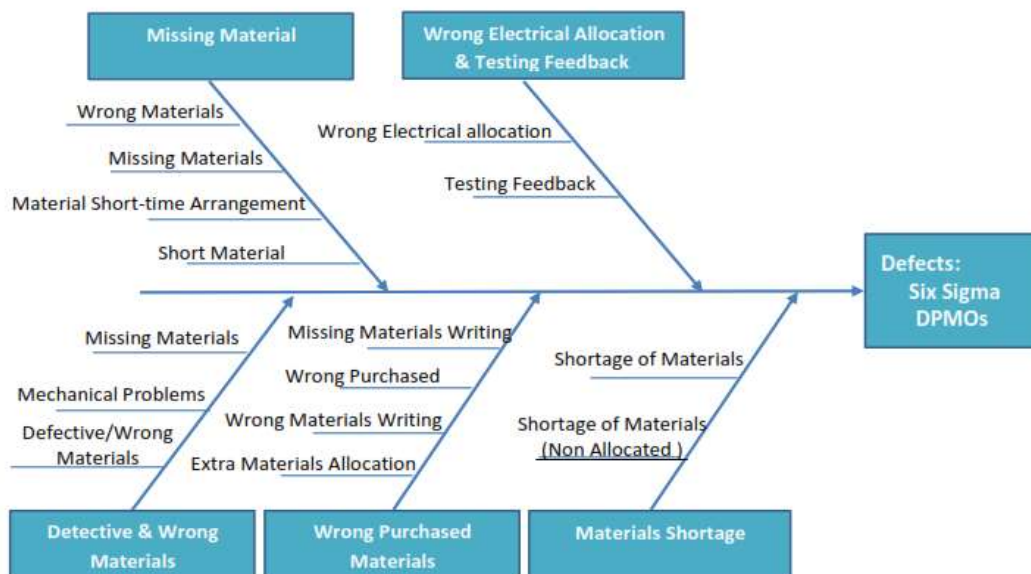 Missing Material
Wrong Electrical Allocation
& Testing Feedback
Wrong Materials
Missing Materials
Material Short-time Arrangement
Short Material
Wrong Electrical allocation
Testing Feedback
Defects:
Six Sigma
DPMOs
Missing Materials
Mechanical Problems
Defective/Wrong
Materials
Missing Materials Writing
Wrong Purchased
Wrong Materials Writing
Extra Materials Allocation
Shortage of Materials
Shortage of Materials
(Non Allocated )
Detective & Wrong
Materials
Wrong Purchased
Materials
Materials Shortage